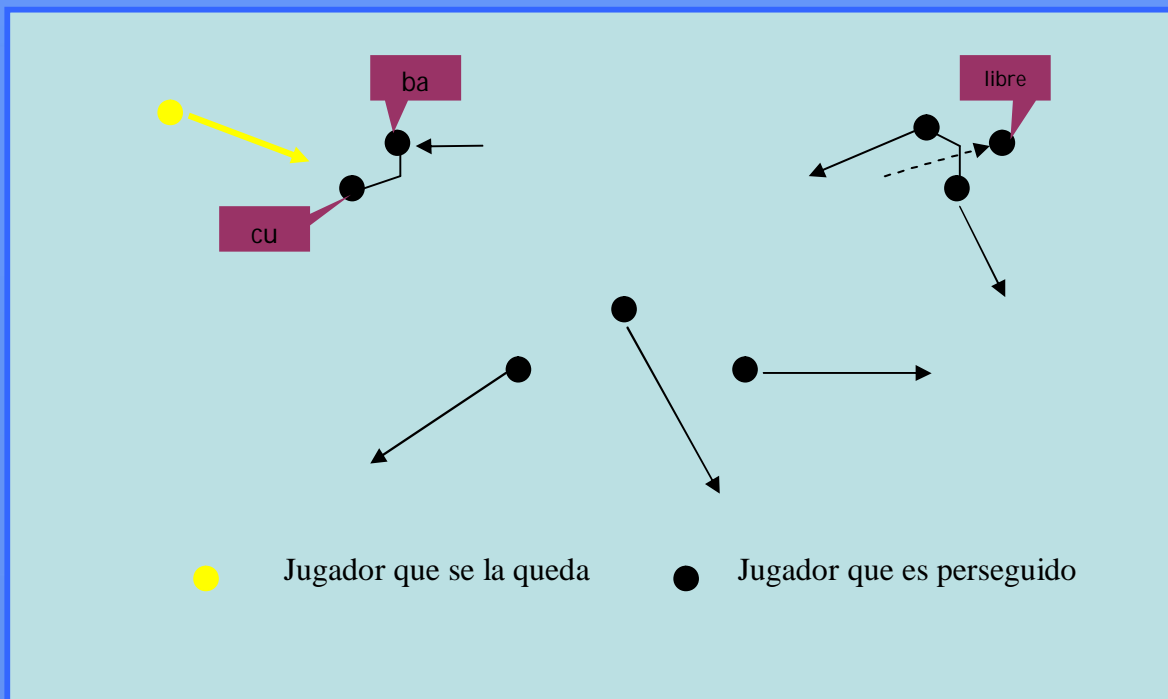 ba
libre
cu
Jugador que se la queda
Jugador que es perseguido